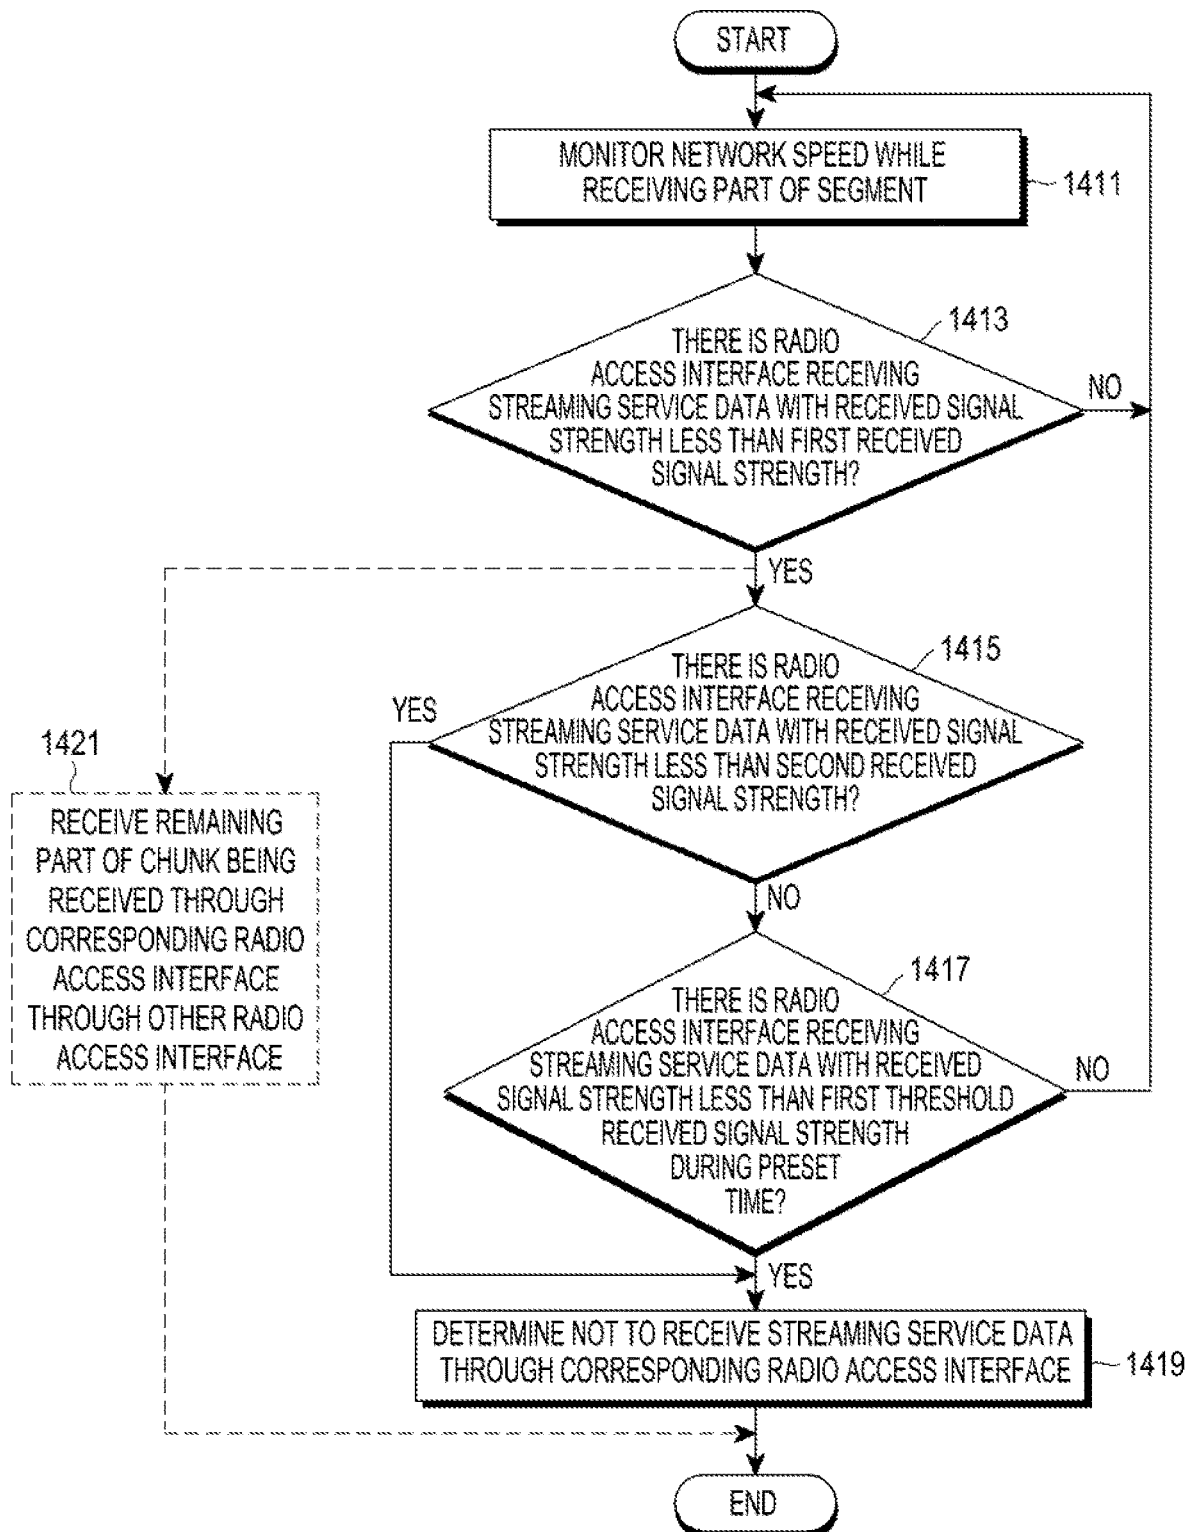 START
MONITOR NETWORK SPEED WHILE
RECEIVING PART OF SEGMENT
1411
1413
THERE IS RADIO
ACCESS INTERFACE RECEIVING
STREAMING SERVICE DATA WITH RECEIVED SIGNAL
STRENGTH LESS THAN FIRST RECEIVED
SIGNAL STRENGTH?
NO
YES
1415
THERE IS RADIO
ACCESS INTERFACE RECEIVING
STREAMING SERVICE DATA WITH RECEIVED SIGNAL
STRENGTH LESS THAN SECOND RECEIVED
SIGNAL STRENGTH?
YES
NO
1421
RECEIVE REMAINING
PART OF CHUNK BEING
RECEIVED THROUGH
CORRESPONDING RADIO
ACCESS INTERFACE
THROUGH OTHER RADIO
ACCESS INTERFACE
1417
THERE IS RADIO
ACCESS INTERFACE RECEIVING
STREAMING SERVICE DATA WITH RECEIVED
SIGNAL STRENGTH LESS THAN FIRST THRESHOLD
RECEIVED SIGNAL STRENGTH
DURING PRESET
TIME?
NO
YES
DETERMINE NOT TO RECEIVE STREAMING SERVICE DATA
THROUGH CORRESPONDING RADIO ACCESS INTERFACE
1419
END